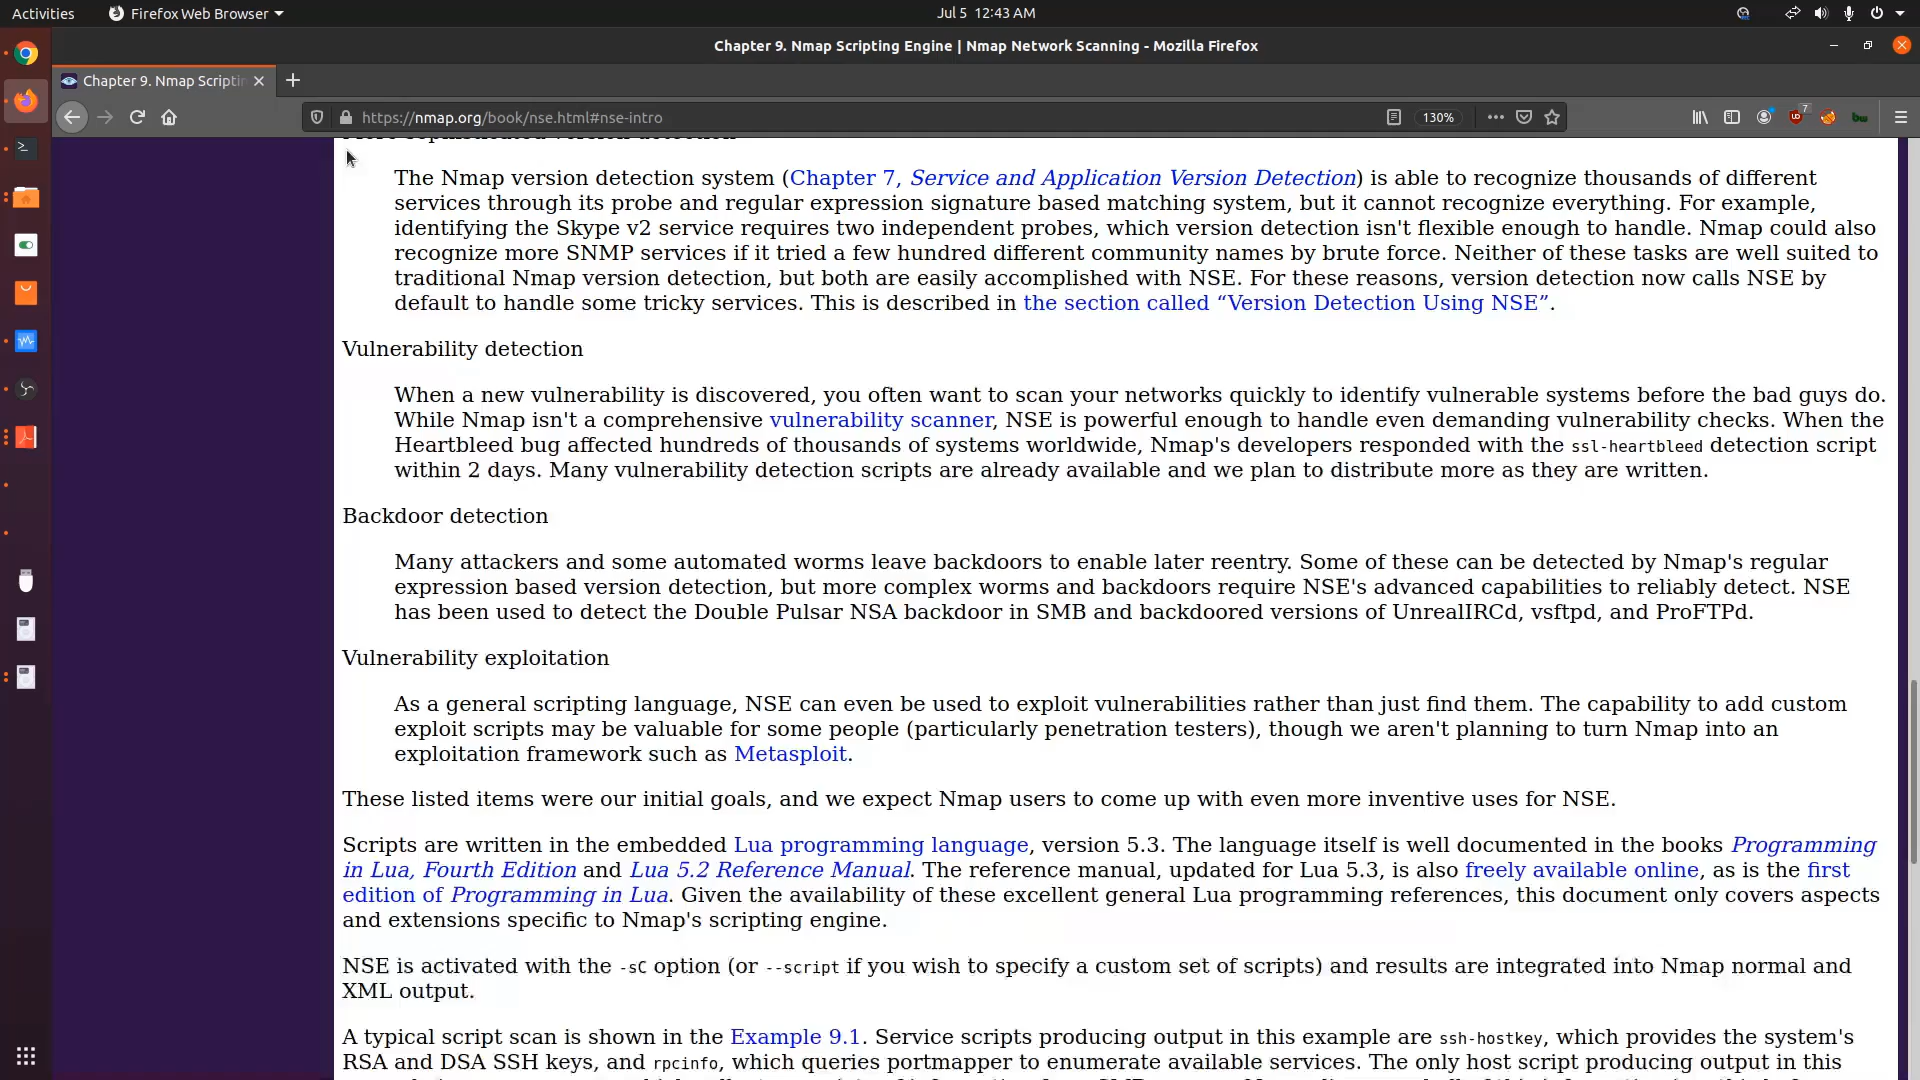 Activities
Firefox Web Browser
Jul 5 12:43 AM
Chapter 9. Nmap Scripting Engine | Nmap Network Scanning - Mozilla Firefox
Chapter 9. Nmap Scriptin
https://nmap.org/book/nse.html#nse-intro
130%
7
More sophisticated version detection
The Nmap version detection system (Chapter 7, Service and Application Version Detection) is able to recognize thousands of different
services through its probe and regular expression signature based matching system, but it cannot recognize everything. For example,
identifying the Skype v2 service requires two independent probes, which version detection isn't flexible enough to handle. Nmap could also
recognize more SNMP services if it tried a few hundred different community names by brute force. Neither of these tasks are well suited to
traditional Nmap version detection, but both are easily accomplished with NSE. For these reasons, version detection now calls NSE by
default to handle some tricky services. This is described in the section called “Version Detection Using NSE”.
Vulnerability detection
When a new vulnerability is discovered, you often want to scan your networks quickly to identify vulnerable systems before the bad guys do.
While Nmap isn't a comprehensive vulnerability scanner, NSE is powerful enough to handle even demanding vulnerability checks. When the
Heartbleed bug affected hundreds of thousands of systems worldwide, Nmap's developers responded with the ssl-heartbleed detection script
within 2 days. Many vulnerability detection scripts are already available and we plan to distribute more as they are written.
Backdoor detection
Many attackers and some automated worms leave backdoors to enable later reentry. Some of these can be detected by Nmap's regular
expression based version detection, but more complex worms and backdoors require NSE's advanced capabilities to reliably detect. NSE
has been used to detect the Double Pulsar NSA backdoor in SMB and backdoored versions of UnrealIRCd, vsftpd, and ProFTPd.
Vulnerability exploitation
As a general scripting language, NSE can even be used to exploit vulnerabilities rather than just find them. The capability to add custom
exploit scripts may be valuable for some people (particularly penetration testers), though we aren't planning to turn Nmap into an
exploitation framework such as Metasploit.
These listed items were our initial goals, and we expect Nmap users to come up with even more inventive uses for NSE.
Scripts are written in the embedded Lua programming language, version 5.3. The language itself is well documented in the books Programming
in Lua, Fourth Edition and Lua 5.2 Reference Manual. The reference manual, updated for Lua 5.3, is also freely available online, as is the first
edition of Programming in Lua. Given the availability of these excellent general Lua programming references, this document only covers aspects
and extensions specific to Nmap's scripting engine.
NSE is activated with the -sC option (or --script if you wish to specify a custom set of scripts) and results are integrated into Nmap normal and
XML output.
A typical script scan is shown in the Example 9.1. Service scripts producing output in this example are ssh-hostkey, which provides the system's
RSA and DSA SSH keys, and rpcinfo, which queries portmapper to enumerate available services. The only host script producing output in this